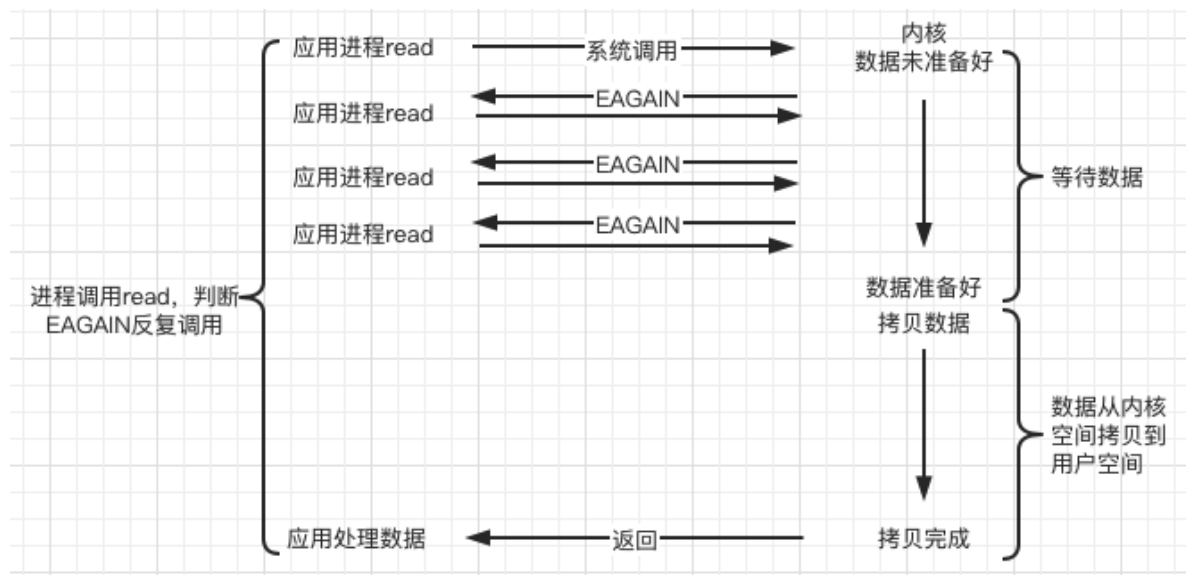 应用进程read
系统调用
内核
数据未准备好
EAGAIN
应用进程read
EAGAIN
应用进程read
等待数据
EAGAIN
应用进程read
数据准备好
进程调用read，判断
EAGAIN反复调用
拷贝数据
数据从内核
空间拷贝到
用户空间
应用处理数据
返回
拷贝完成